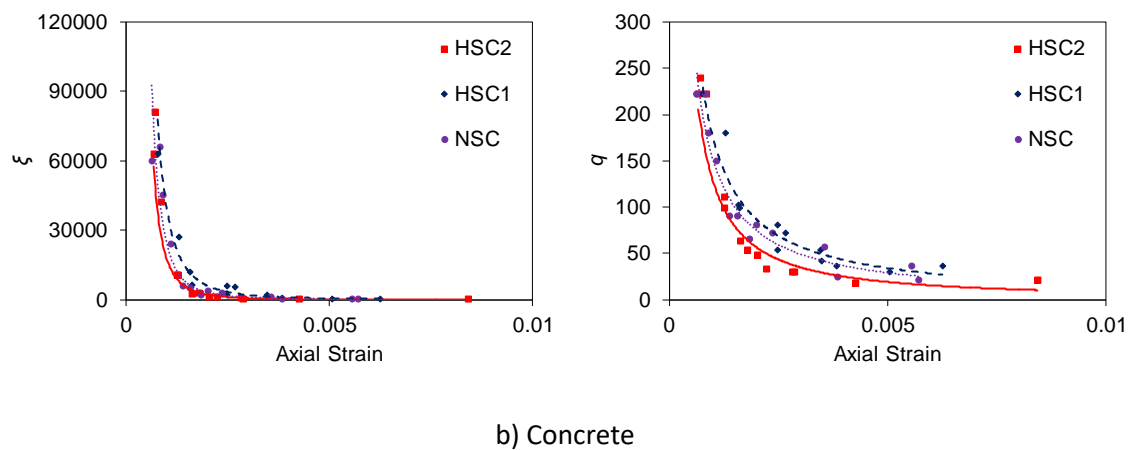 120000
90000
60000
30000
0
ξ
HSC2
HSC1
NSC
0
0.005
0.01
Axial Strain
300
250
200
150
100
50
0
q
HSC2
HSC1
NSC
0
0.005
0.01
Axial Strain
b) Concrete